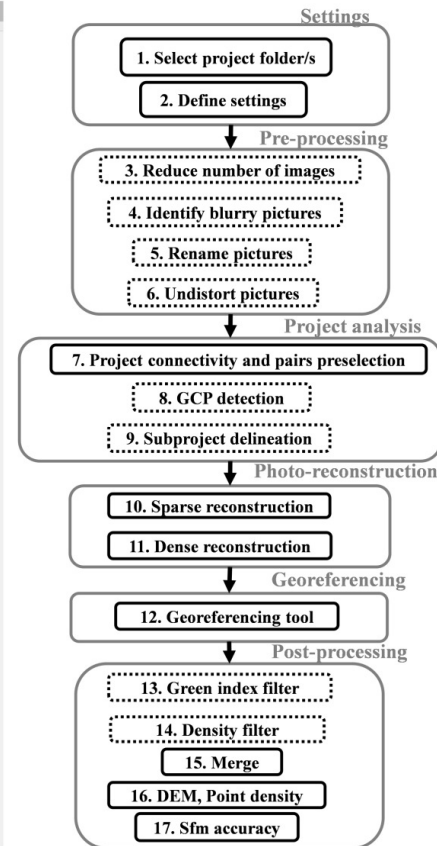 Settings
1. Select project folder/s
2. Define settings
Pre-processing
3. Reduce number of images
4. Identify blurry pictures
5. Rename pictures
6. Undistort pictures
Project analysis
7. Project connectivity and pairs preselection
8. GCP detection
9. Subproject delineation
Photo-reconstruction
10. Sparse reconstruction
11. Dense reconstruction
Georeferencing
12. Georeferencing tool
Post-processing
13. Green index filter
14. Density filter
15. Merge
16. DEM, Point density
17. Sfm accuracy